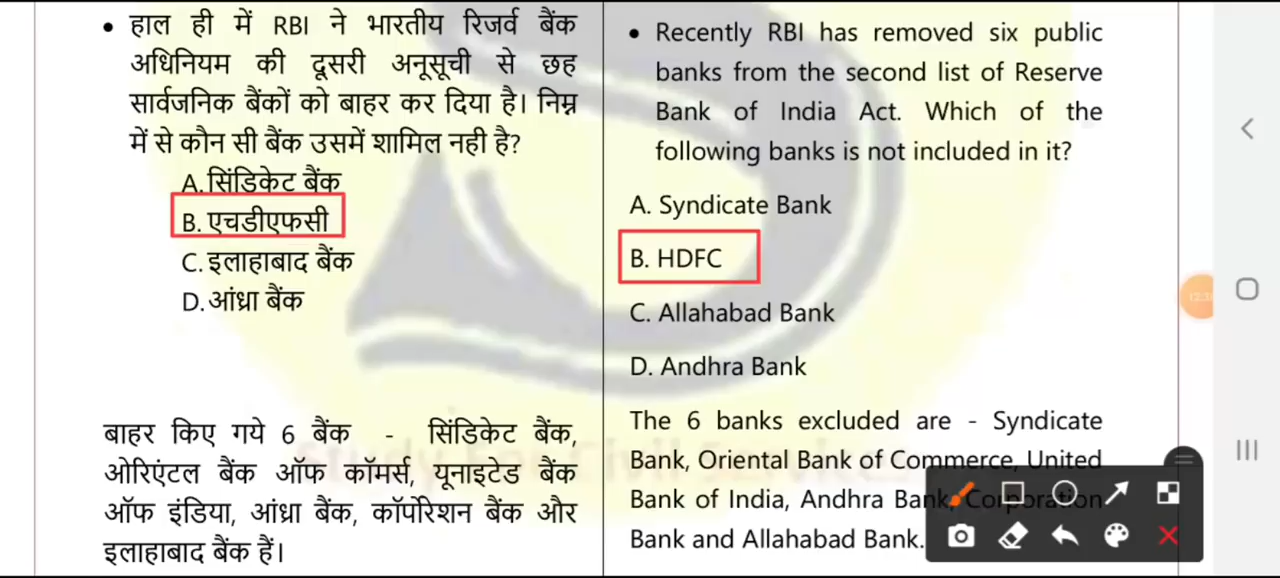 • हाल ही में RBI ने भारतीय रिजर्व बैंक
अधिनियम की दूसरी अनूसूची से छह
सार्वजनिक बैंकों को बाहर कर दिया है। निम्न
में से कौन सी बैंक उसमें शामिल नही है?
A. सिंडिकेट बैंक
B. एचडीएफसी
C. इलाहाबाद बैंक
D. आंध्रा बैंक
बाहर किए गये 6 बैंक - सिंडिकेट बैंक,
ओरिएंटल बैंक ऑफ कॉमर्स, यूनाइटेड बैंक
ऑफ इंडिया, आंध्रा बैंक, कॉर्पोरेशन बैंक और
इलाहाबाद बैंक हैं।
• Recently RBI has removed six public
banks from the second list of Reserve
Bank of India Act. Which of the
following banks is not included in it?
A. Syndicate Bank
B. HDFC
C. Allahabad Bank
D. Andhra Bank
The 6 banks excluded are - Syndicate
Bank, Oriental Bank of Commerce, United
Bank of India, Andhra Bank, Corporation
Bank and Allahabad Bank.